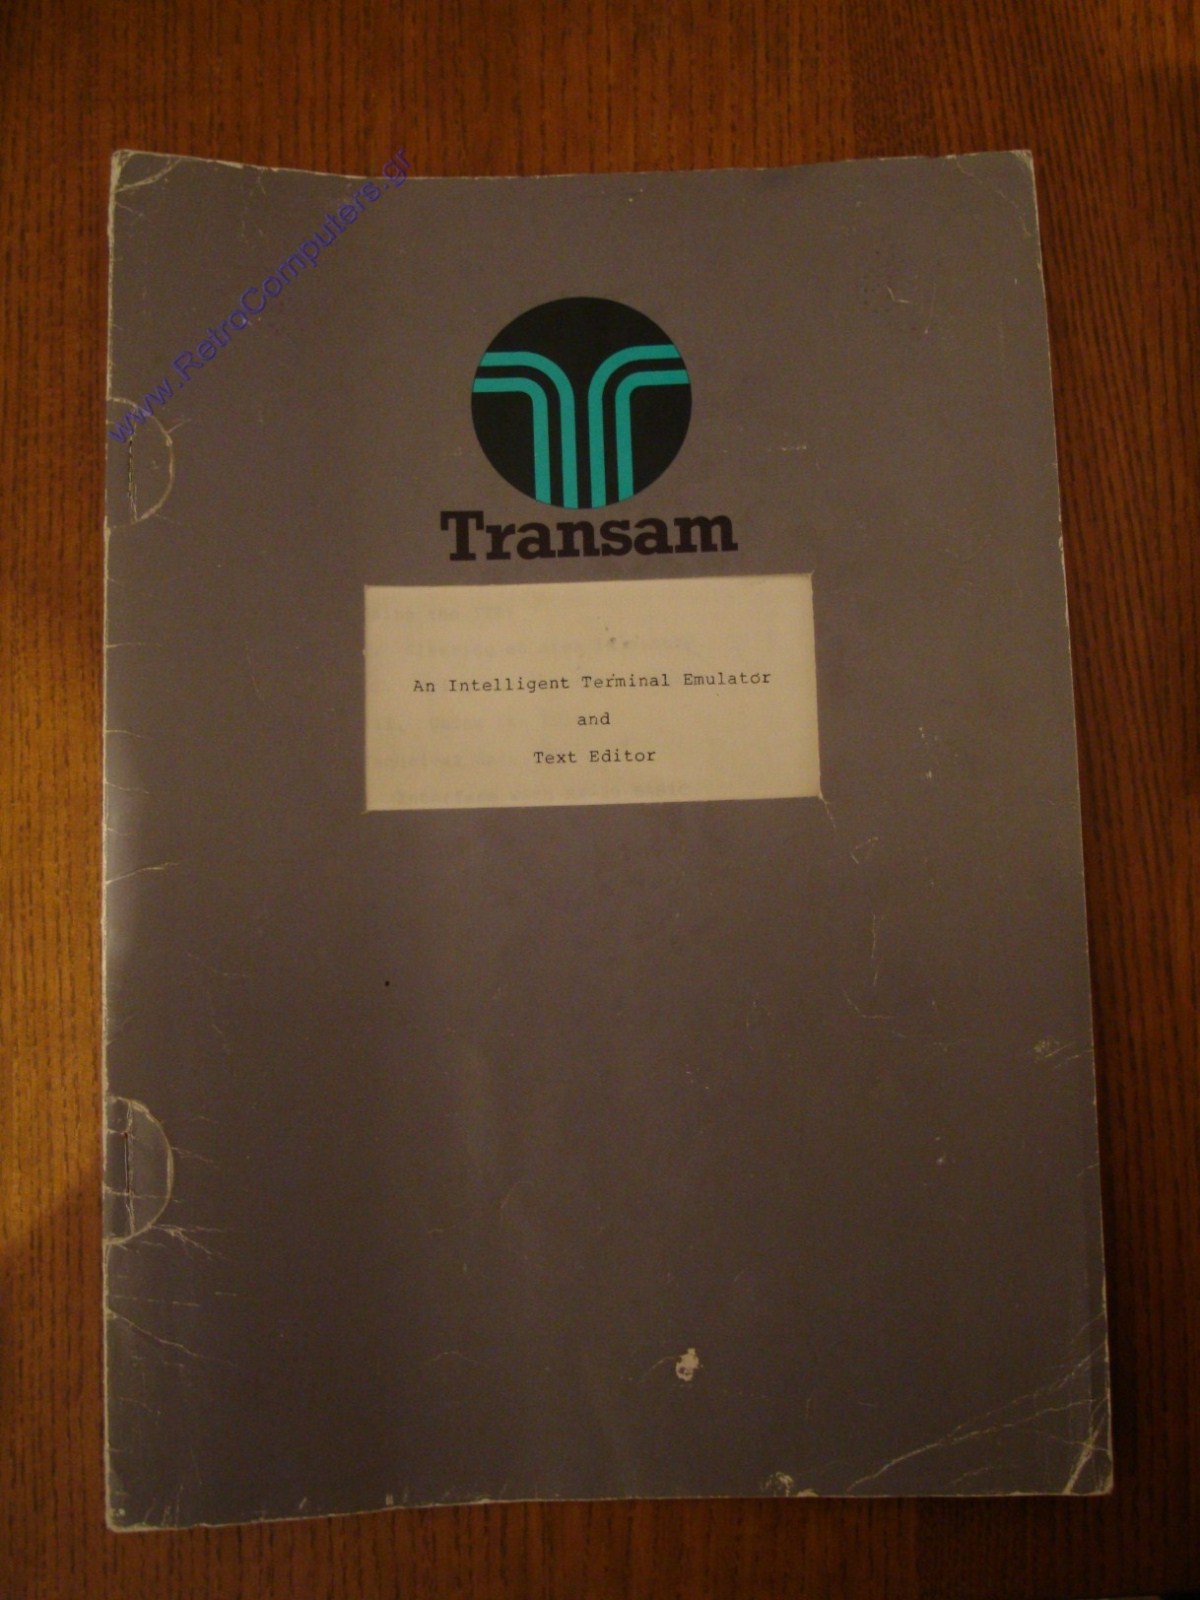 www.RetroComputers.gr
Transam
An Intelligent Terminal Emulator
and
Text Editor